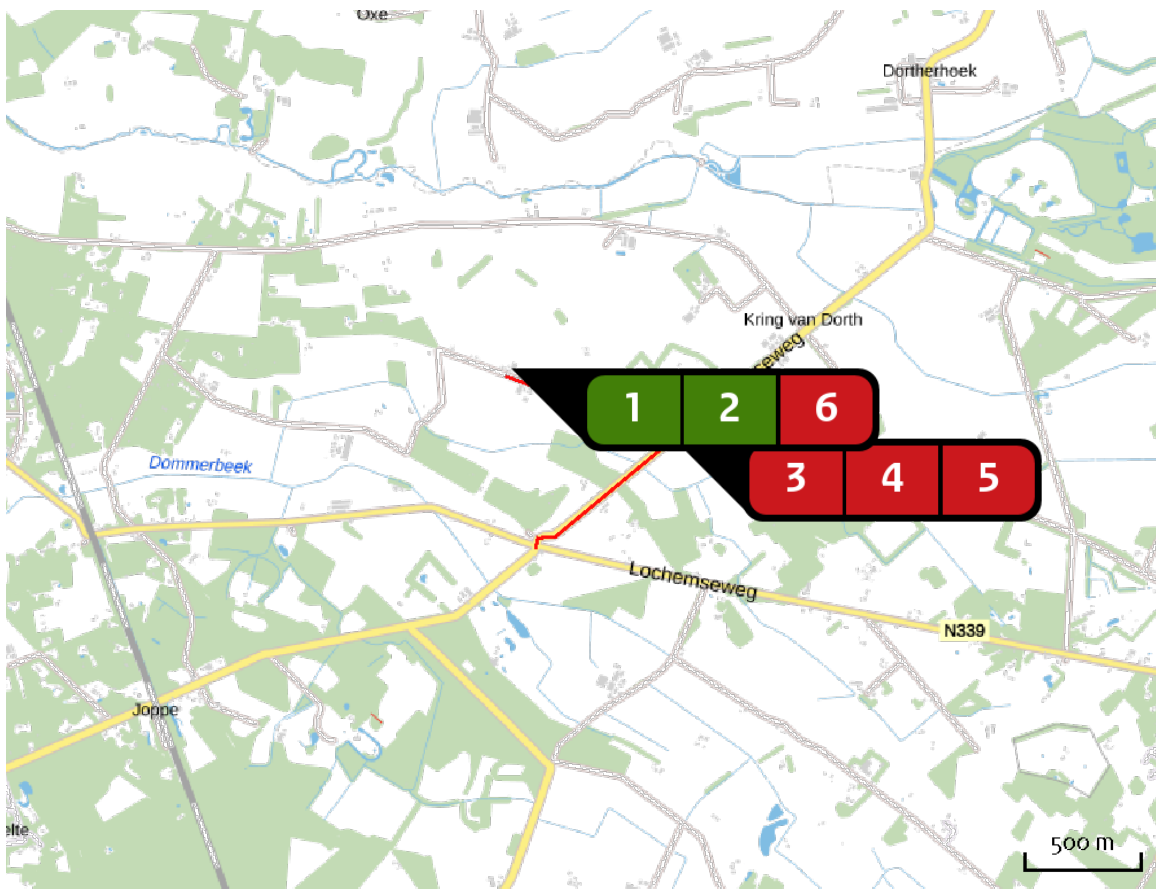 Oxe
Dortherhoek
Kring van Dorth
seweg
1 2 6
3 4 5
Dommerbeek
Lochemseweg
N339
Joppe
elte
500 m